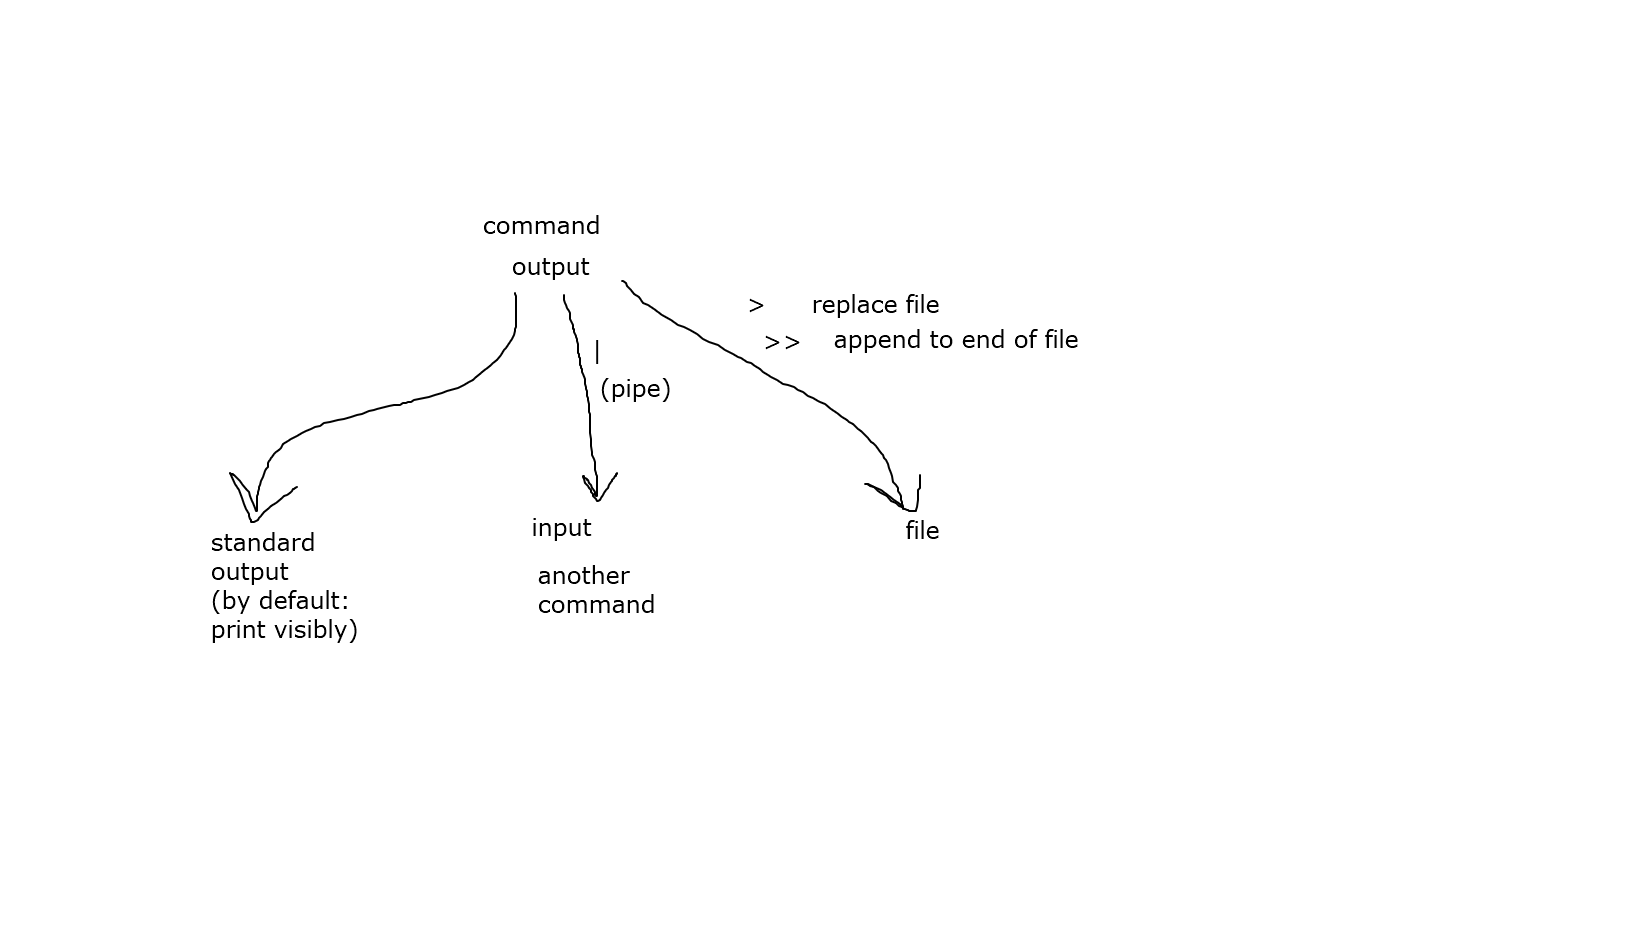 command
output
> replace file
>> append to end of file
|
(pipe)
standard
output
(by default:
print visibly)
input
another
command
file